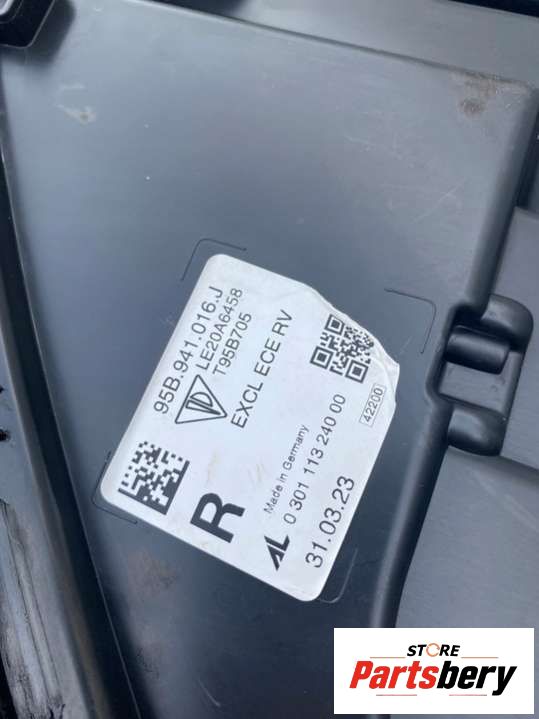 95B.941.016.J
LE20A6458
T95B705
EXCL ECE RV
42200
R
Made in Germany
AL 0 301 113 240 00
31.03.23
STORE
Partsbery